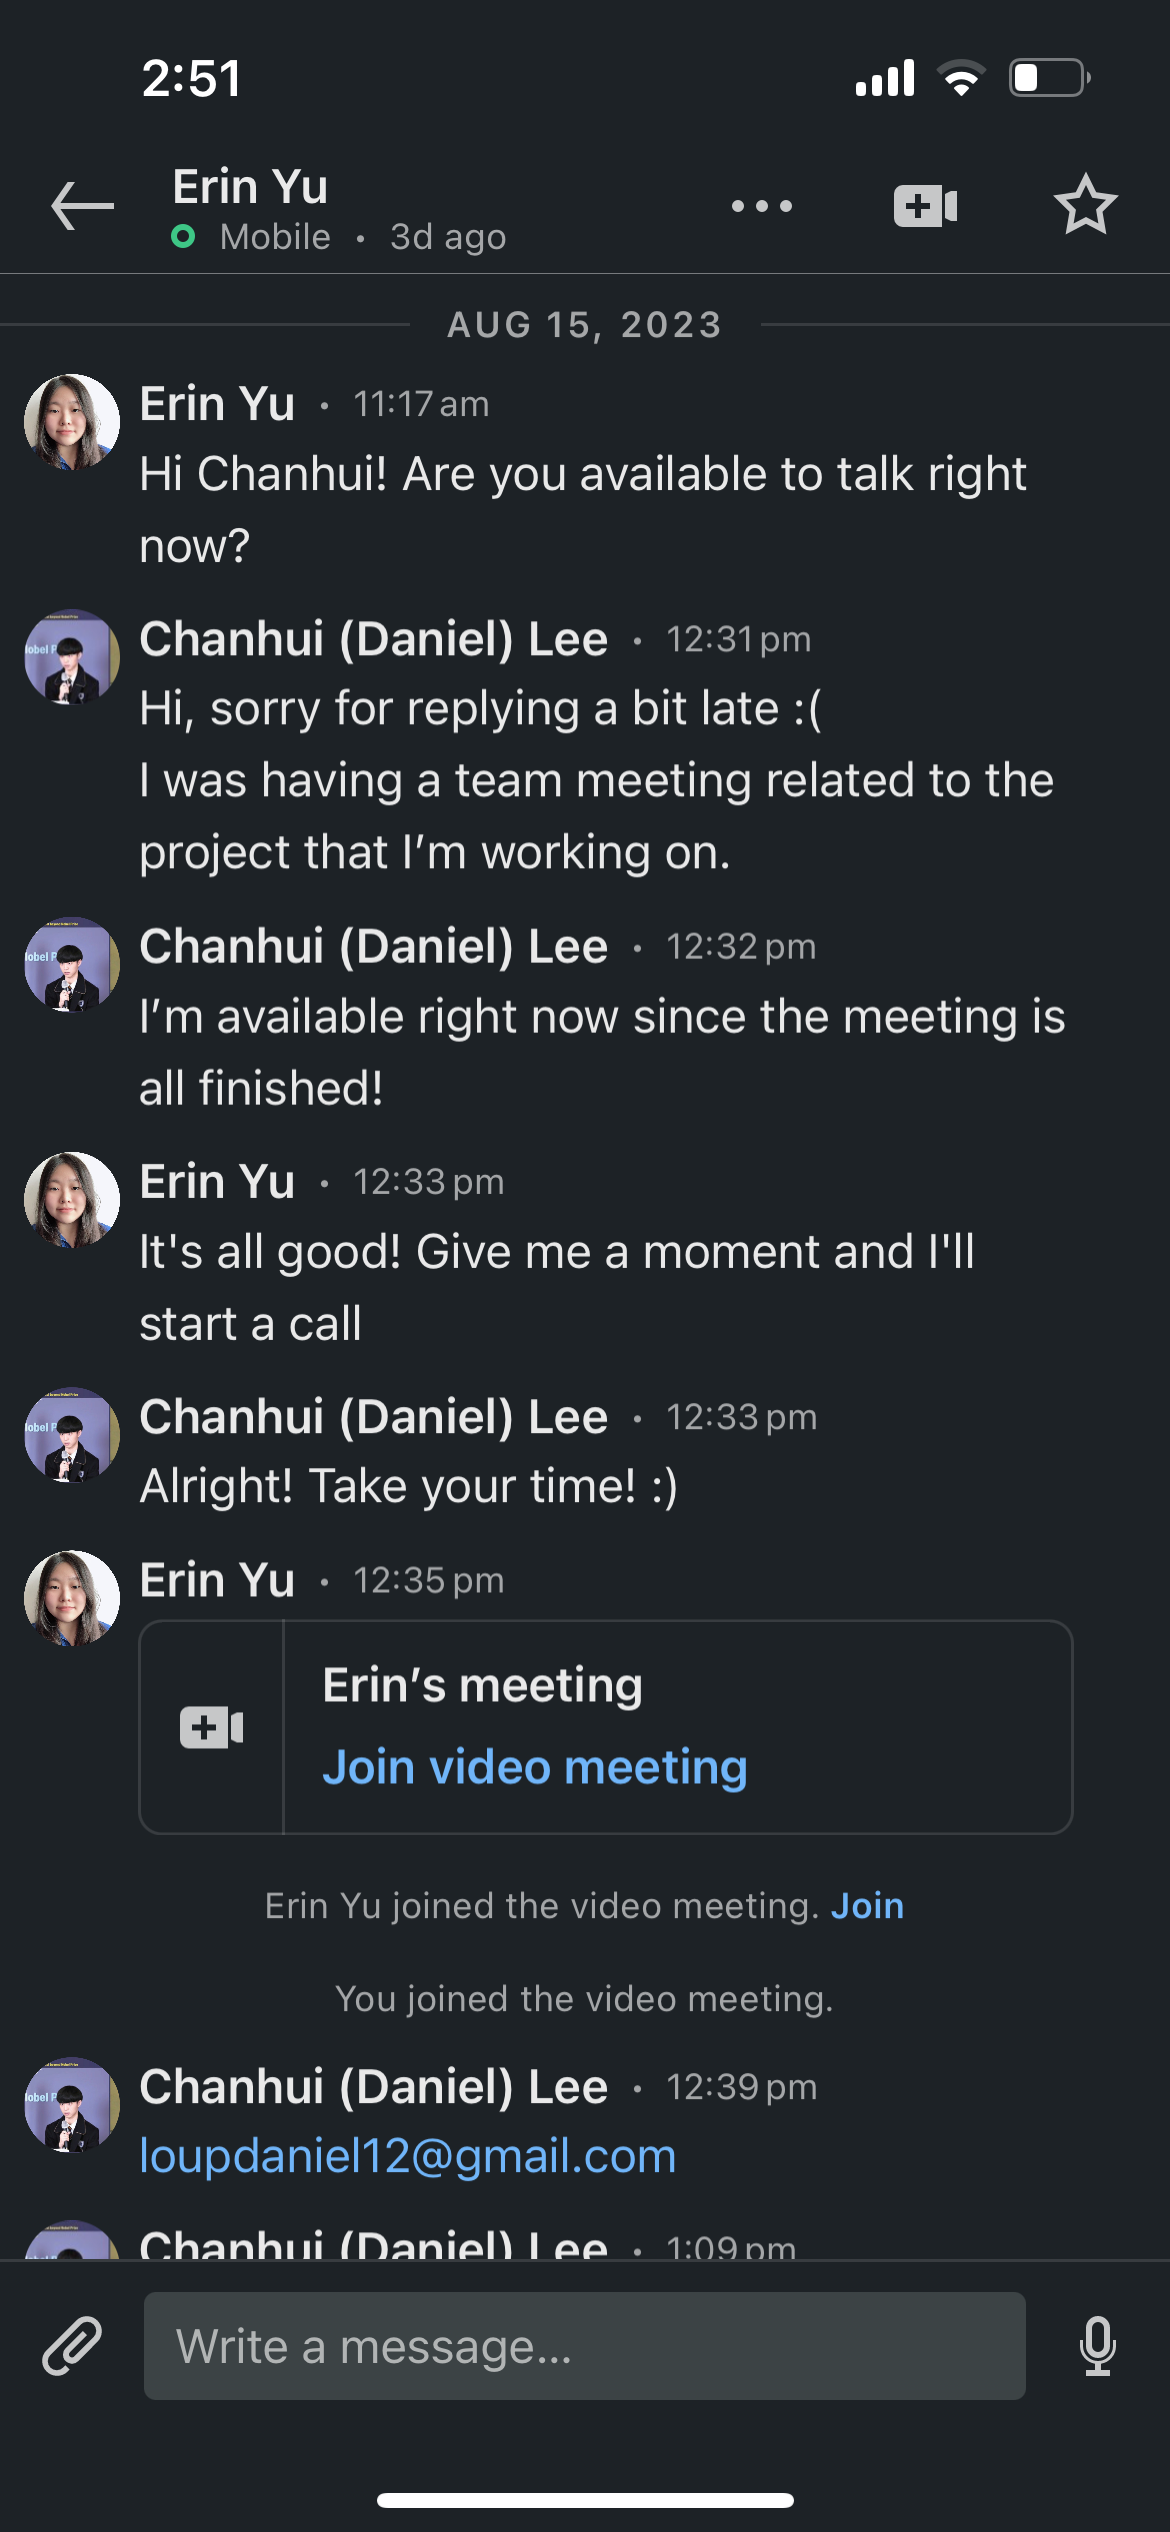 2:51
Erin Yu
Mobile • 3d ago
AUG 15, 2023
Erin Yu • 11:17 am
Hi Chanhui! Are you available to talk right
now?
Chanhui (Daniel) Lee • 12:31 pm
Hi, sorry for replying a bit late :(
I was having a team meeting related to the
project that I’m working on.
Chanhui (Daniel) Lee • 12:32 pm
I’m available right now since the meeting is
all finished!
Erin Yu • 12:33 pm
It's all good! Give me a moment and I'll
start a call
Chanhui (Daniel) Lee • 12:33 pm
Alright! Take your time! :)
Erin Yu • 12:35 pm
Erin’s meeting
Join video meeting
Erin Yu joined the video meeting. Join
You joined the video meeting.
Chanhui (Daniel) Lee • 12:39 pm
loupdaniel12@gmail.com
Chanhui (Daniel) Lee • 1:09 pm
Write a message...